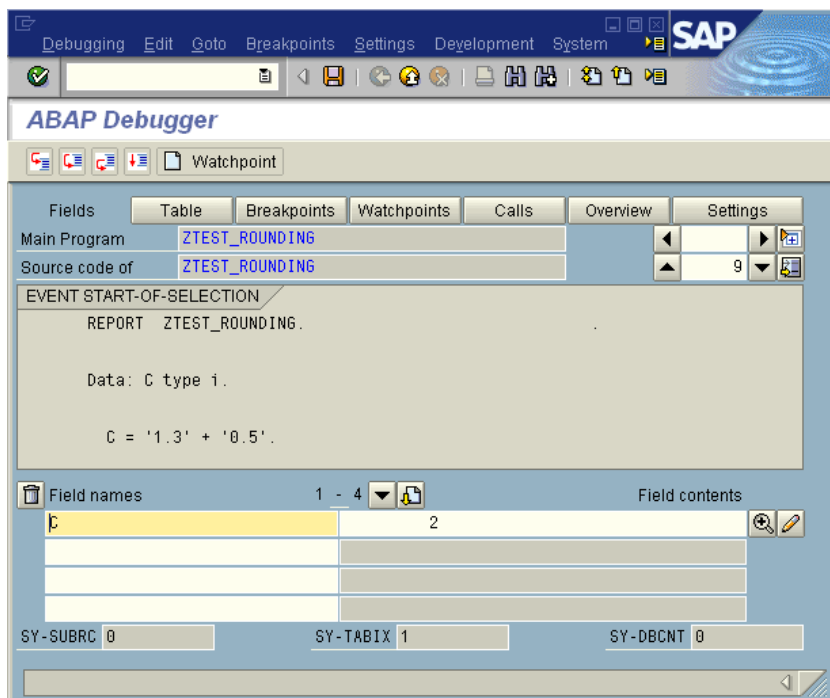 Debugging Edit Goto Breakpoints Settings Development System
SAP
ABAP Debugger
Watchpoint
Fields Table Breakpoints Watchpoints Calls Overview Settings
Main Program ZTEST_ROUNDING
Source code of ZTEST_ROUNDING 9
EVENT START-OF-SELECTION
REPORT ZTEST_ROUNDING. .
Data: C type i.
C = '1.3' + '0.5'.
Field names 1 - 4 Field contents
C 2
SY-SUBRC 0 SY-TABIX 1 SY-DBCNT 0